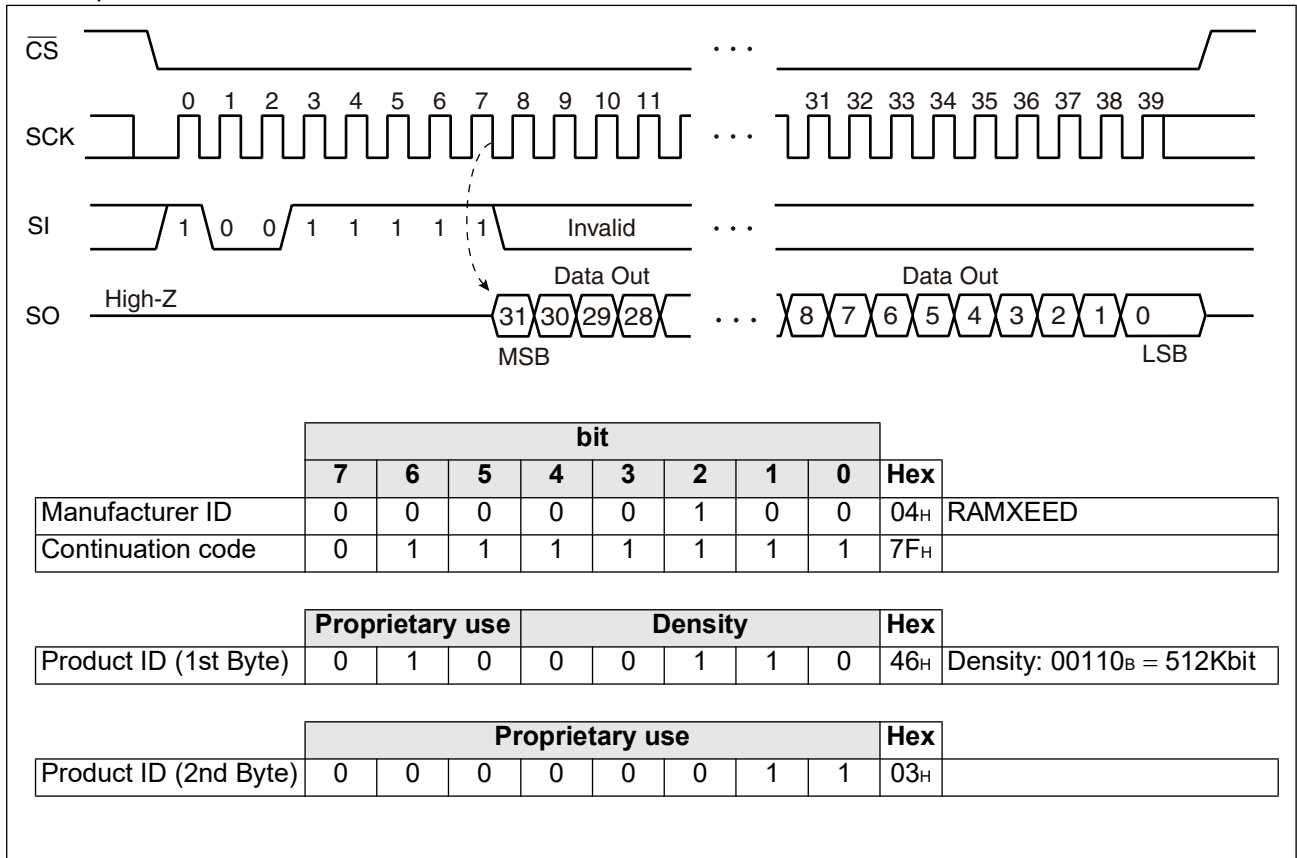 CS
0 1 2 3 4 5 6 7 8 9 10 11 31 32 33 34 35 36 37 38 39
SCK
SI 1 0 0 1 1 1 1 1 Invalid
Data Out Data Out
High-Z
SO 31 30 29 28 8 7 6 5 4 3 2 1 0
MSB LSB
bit
7 6 5 4 3 2 1 0 Hex
Manufacturer ID 0 0 0 0 0 1 0 0 04H RAMXEED
Continuation code 0 1 1 1 1 1 1 1 7FH
Proprietary use Density Hex
Product ID (1st Byte) 0 1 0 0 0 1 1 0 46H Density: 00110B = 512Kbit
Proprietary use Hex
Product ID (2nd Byte) 0 0 0 0 0 0 1 1 03H